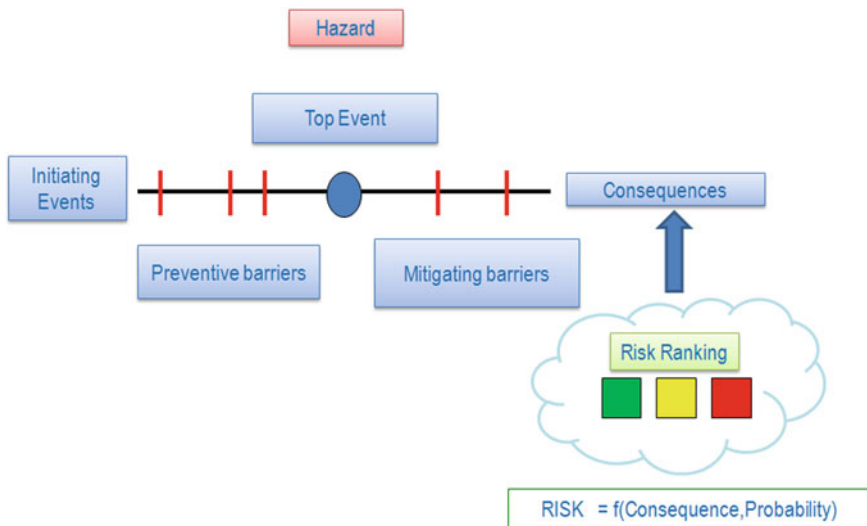 Hazard
Top Event
Initiating
Events
Consequences
Preventive barriers
Mitigating barriers
Risk Ranking
RISK = f(Consequence,Probability)